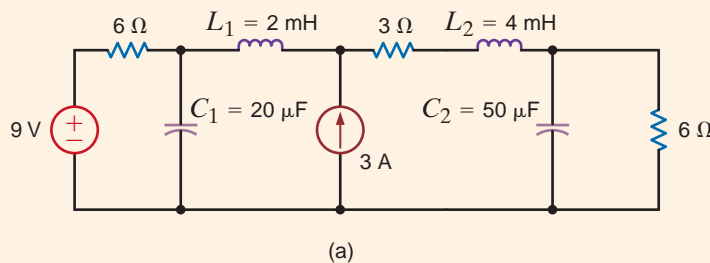 6 Ω L₁ = 2 mH 3 Ω L₂ = 4 mH
9 V + − C₁ = 20 μF 3 A C₂ = 50 μF 6 Ω
(a)